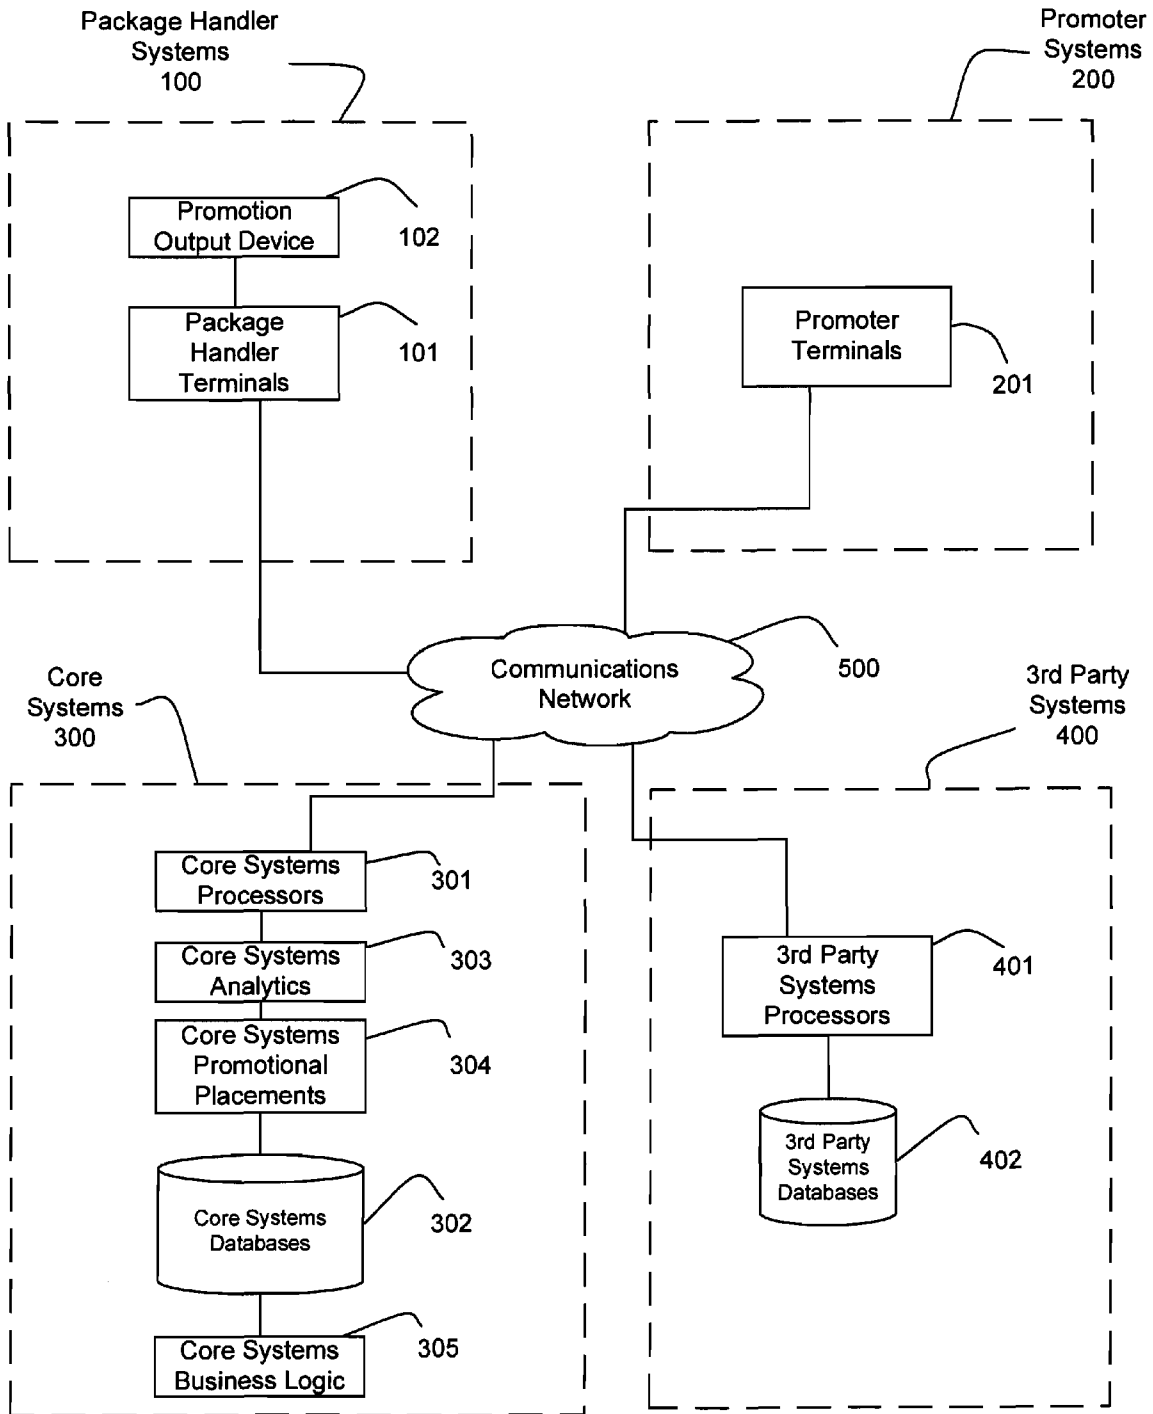 Package Handler
Systems
100
Promoter
Systems
200
Promotion
Output Device
102
Package
Handler
Terminals
101
Promoter
Terminals
201
Communications
Network
500
Core
Systems
300
3rd Party
Systems
400
Core Systems
Processors
301
Core Systems
Analytics
303
Core Systems
Promotional
Placements
304
Core Systems
Databases
302
Core Systems
Business Logic
305
3rd Party
Systems
Processors
401
3rd Party
Systems
Databases
402